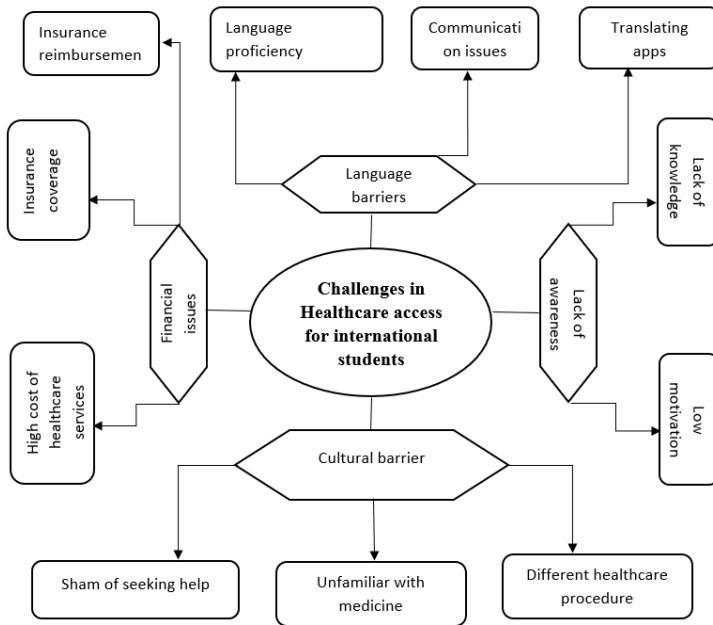 Insurance
reimbursemen
Language
proficiency
Communicati
on issues
Translating
apps
Insurance
coverage
Language
barriers
Lack of
knowledge
Financial
issues
Challenges in
Healthcare access
for international
students
Lack of
awareness
High cost of
healthcare
services
Low
motivation
Cultural barrier
Sham of seeking help
Unfamiliar with
medicine
Different healthcare
procedure